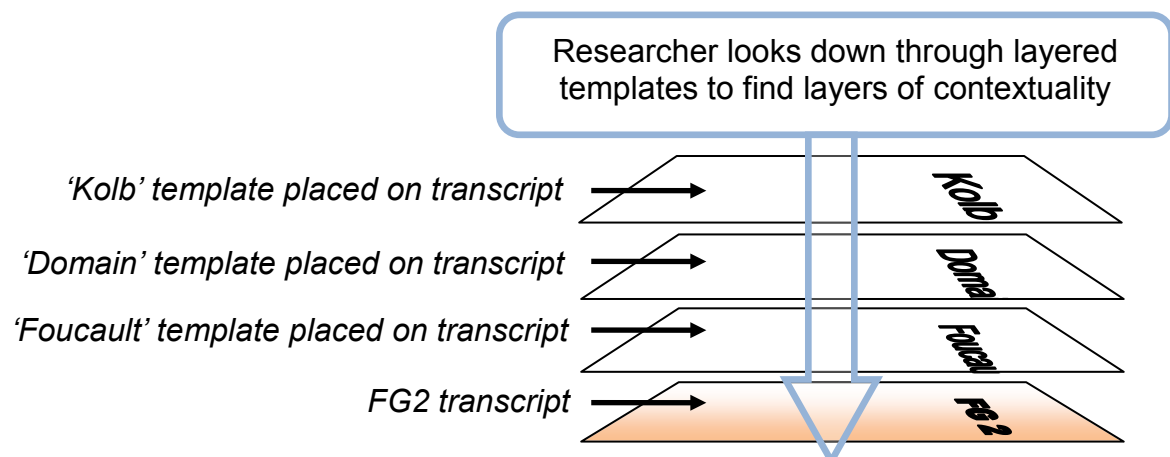 Researcher looks down through layered
templates to find layers of contextuality
‘Kolb’ template placed on transcript
Kolb
‘Domain’ template placed on transcript
Doma
‘Foucault’ template placed on transcript
Foucau
FG2 transcript
FG 2